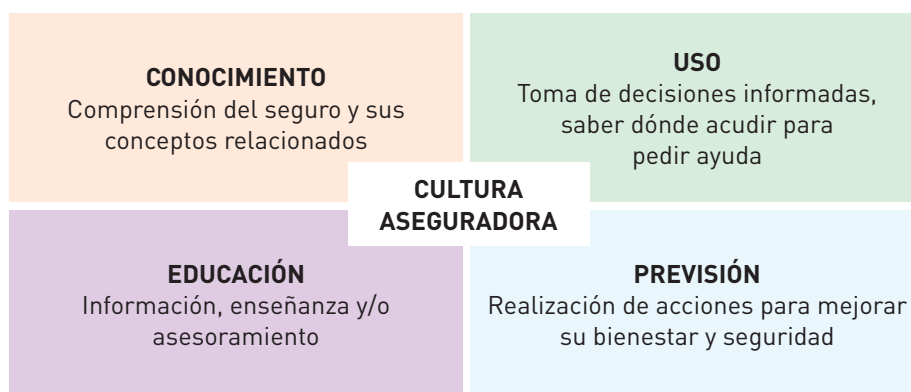 CONOCIMIENTO
Comprensión del seguro y sus
conceptos relacionados
USO
Toma de decisiones informadas,
saber dónde acudir para
pedir ayuda
CULTURA
ASEGURADORA
EDUCACIÓN
Información, enseñanza y/o
asesoramiento
PREVISIÓN
Realización de acciones para mejorar
su bienestar y seguridad